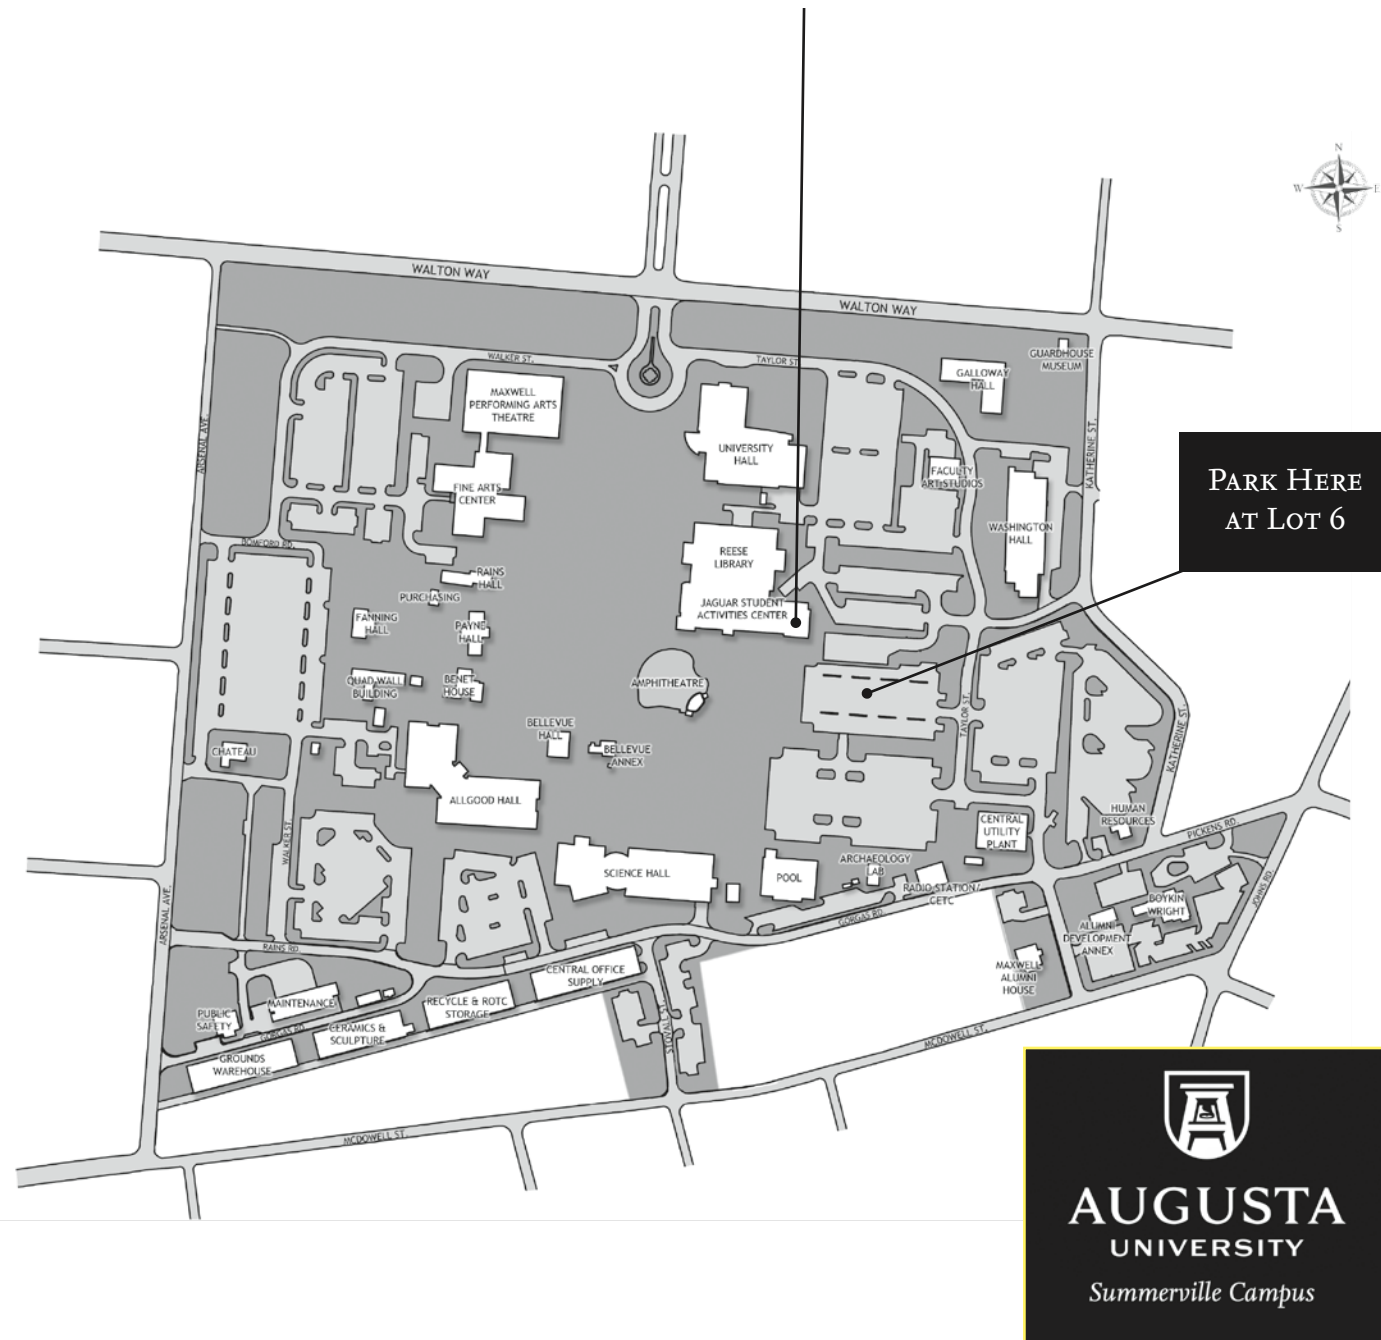 N
W
E
S
WALTON WAY
WALTON WAY
GUARDHOUSE
MUSEUM
WALKER ST.
TAYLOR ST.
GALLOWAY
HALL
MAXWELL
PERFORMING ARTS
THEATRE
ARSENAL AVE.
KATHERINE ST.
UNIVERSITY
HALL
PARK HERE
AT LOT 6
FACULTY
ART STUDIOS
FINE ARTS
CENTER
WASHINGTON
HALL
BOMFORD RD.
REESE
LIBRARY
RAINS
HALL
PURCHASING
JAGUAR STUDENT
ACTIVITIES CENTER
FANNING
HALL
PAYNE
HALL
QUAD WALL
BUILDING
BENET
HOUSE
AMPHITHEATRE
TAYLOR ST.
KATHERINE ST.
BELLEVUE
HALL
BELLEVUE
ANNEX
CHATEAU
ALLGOOD HALL
WALKER ST.
HUMAN
RESOURCES
CENTRAL
UTILITY
PLANT
PICKENS RD.
SCIENCE HALL
POOL
ARCHAEOLOGY
LAB
RADIO STATION/
CETC
GORGAS RD.
JOHNS RD.
BOYKIN
WRIGHT
ARSENAL AVE.
ALUMNI
DEVELOPMENT
ANNEX
RAINS RD.
MAXWELL
ALUMNI
HOUSE
CENTRAL OFFICE
SUPPLY
MAINTENANCE
RECYCLE & ROTC
STORAGE
PUBLIC
SAFETY
GORGAS RD.
CERAMICS &
SCULPTURE
STOVALL ST.
GROUNDS
WAREHOUSE
MCDOWELL ST.
MCDOWELL ST.
AUGUSTA
UNIVERSITY
Summerville Campus